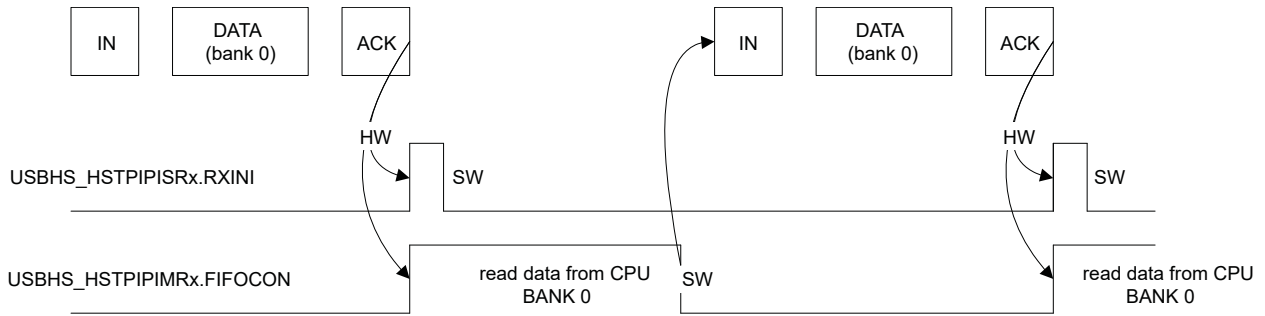 IN
DATA
(bank 0)
ACK
IN
DATA
(bank 0)
ACK
HW
HW
USBHS_HSTPIPISRx.RXINI
SW
SW
USBHS_HSTPIPIMRx.FIFOCON
read data from CPU
BANK 0
SW
read data from CPU
BANK 0